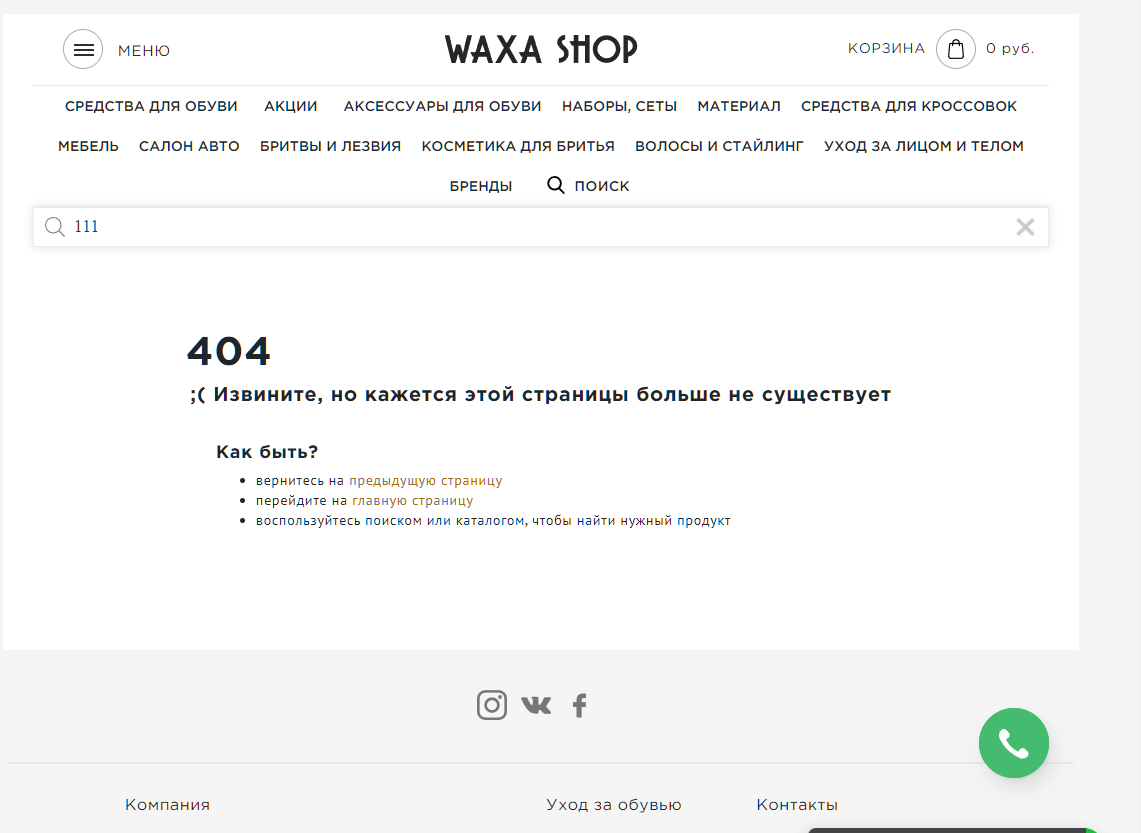 МЕНЮ
WAXA SHOP
КОРЗИНА 0 руб.
СРЕДСТВА ДЛЯ ОБУВИ АКЦИИ АКСЕССУАРЫ ДЛЯ ОБУВИ НАБОРЫ, СЕТЫ МАТЕРИАЛ СРЕДСТВА ДЛЯ КРОССОВОК
МЕБЕЛЬ САЛОН АВТО БРИТВЫ И ЛЕЗВИЯ КОСМЕТИКА ДЛЯ БРИТЬЯ ВОЛОСЫ И СТАЙЛИНГ УХОД ЗА ЛИЦОМ И ТЕЛОМ
БРЕНДЫ ПОИСК
111
404
;( Извините, но кажется этой страницы больше не существует
Как быть?
вернитесь на предыдущую страницу
перейдите на главную страницу
воспользуйтесь поиском или каталогом, чтобы найти нужный продукт
Компания Уход за обувью Контакты